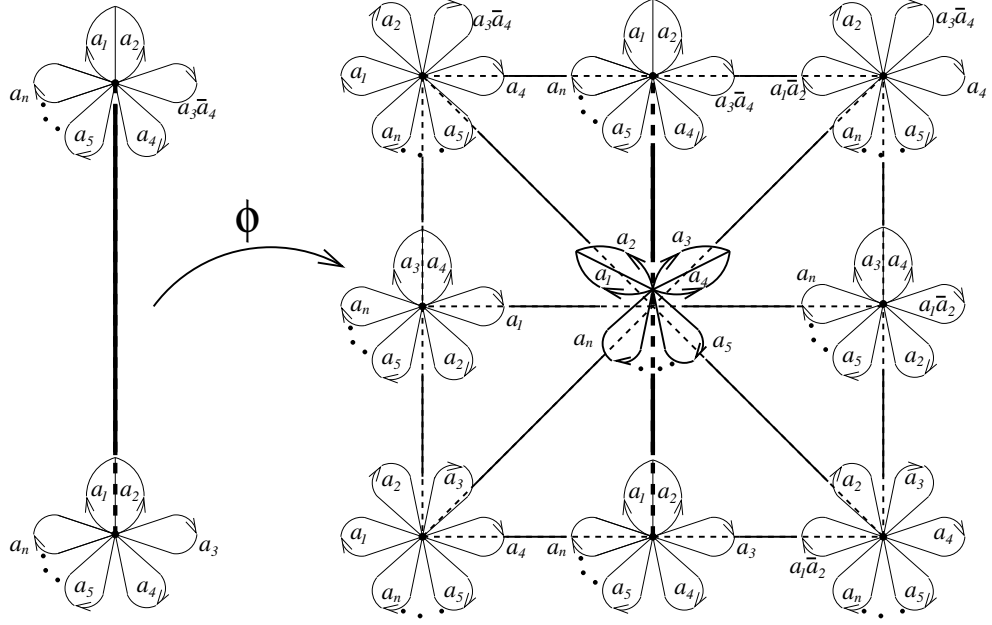 a₁ a₂
aₙ a₃ā₄
a₅ a₄
a₁ a₂
aₙ a₃
a₅ a₄
ϕ
a₂ a₃ā₄
a₁ a₄
aₙ a₅
a₁ a₂
aₙ a₃ā₄
a₅ a₄
a₂ a₃ā₄
a₁ā₂ a₄
aₙ a₅
a₃ a₄
aₙ a₁
a₅ a₂
a₂ a₃
a₁ a₄
aₙ a₅
a₃ a₄
aₙ a₁ā₂
a₅ a₂
a₂ a₃
a₁ a₄
aₙ a₅
a₁ a₂
aₙ a₃
a₅ a₄
a₂ a₃
a₁ā₂ a₄
aₙ a₅